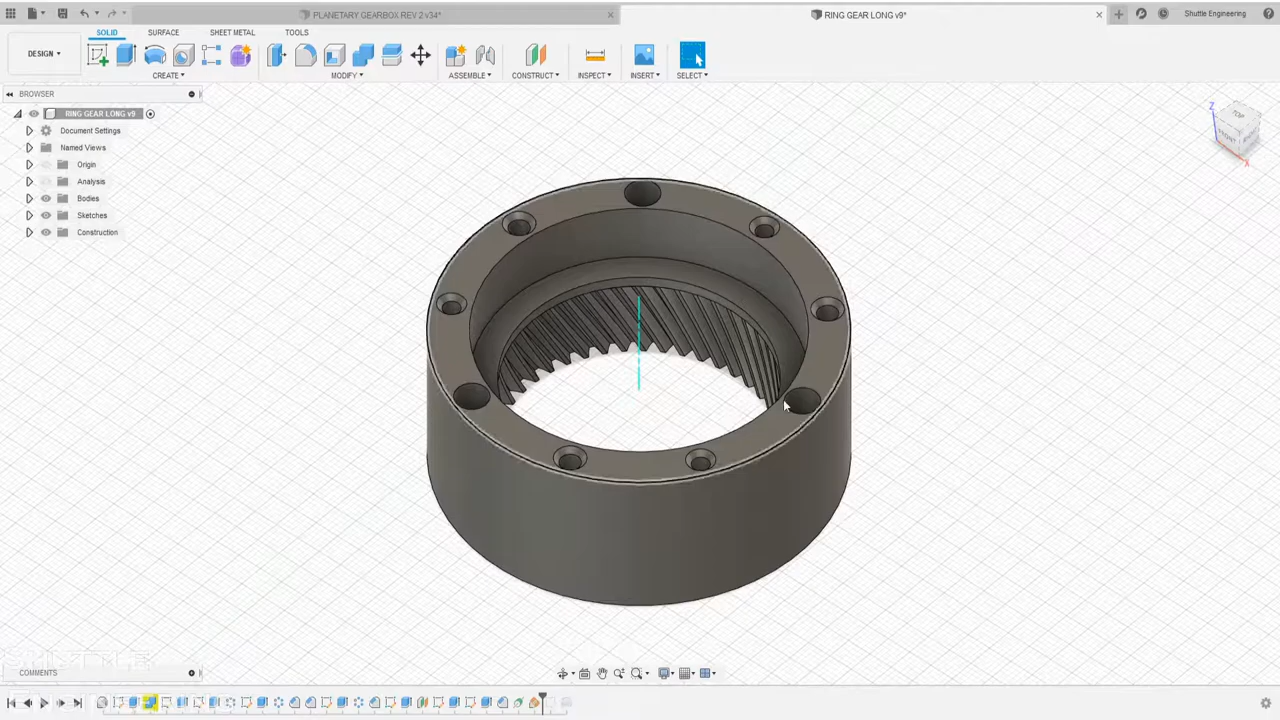 PLANETARY GEARBOX REV 2 v34*
RING GEAR LONG v9*
Shuttle Engineering
DESIGN
SOLID
SURFACE
SHEET METAL
TOOLS
CREATE
MODIFY
ASSEMBLE
CONSTRUCT
INSPECT
INSERT
SELECT
BROWSER
RING GEAR LONG v9
Document Settings
Named Views
Origin
Analysis
Bodies
Sketches
Construction
Z
TOP
FRONT
X
COMMENTS